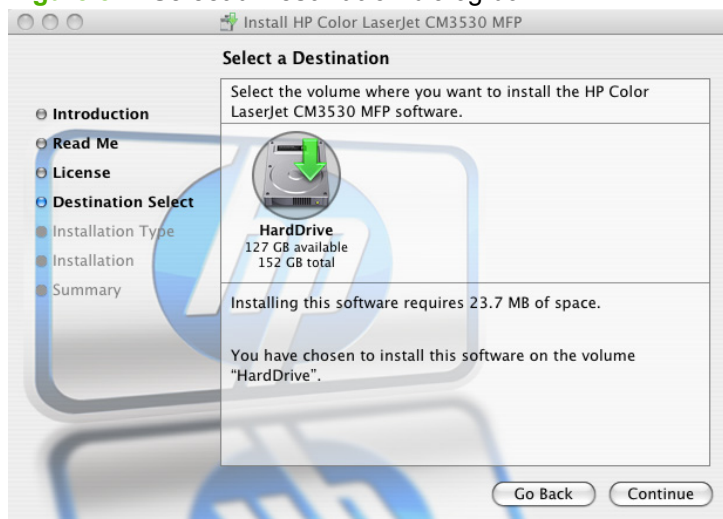 Install HP Color LaserJet CM3530 MFP
Select a Destination
Introduction
Read Me
License
Destination Select
Installation Type
Installation
Summary
Select the volume where you want to install the HP Color
LaserJet CM3530 MFP software.
HardDrive
127 GB available
152 GB total
Installing this software requires 23.7 MB of space.
You have chosen to install this software on the volume
“HardDrive”.
Go Back
Continue